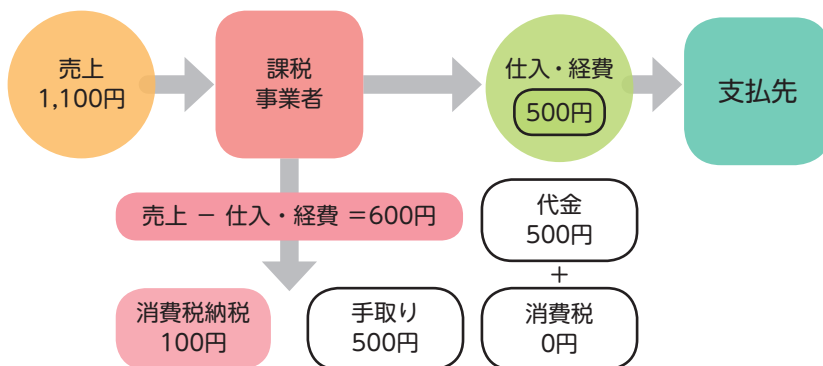 売上
1,100円
課税
事業者
仕入・経費
500円
支払先
売上 － 仕入・経費 ＝600円
代金
500円
+
消費税
0円
消費税納税
100円
手取り
500円